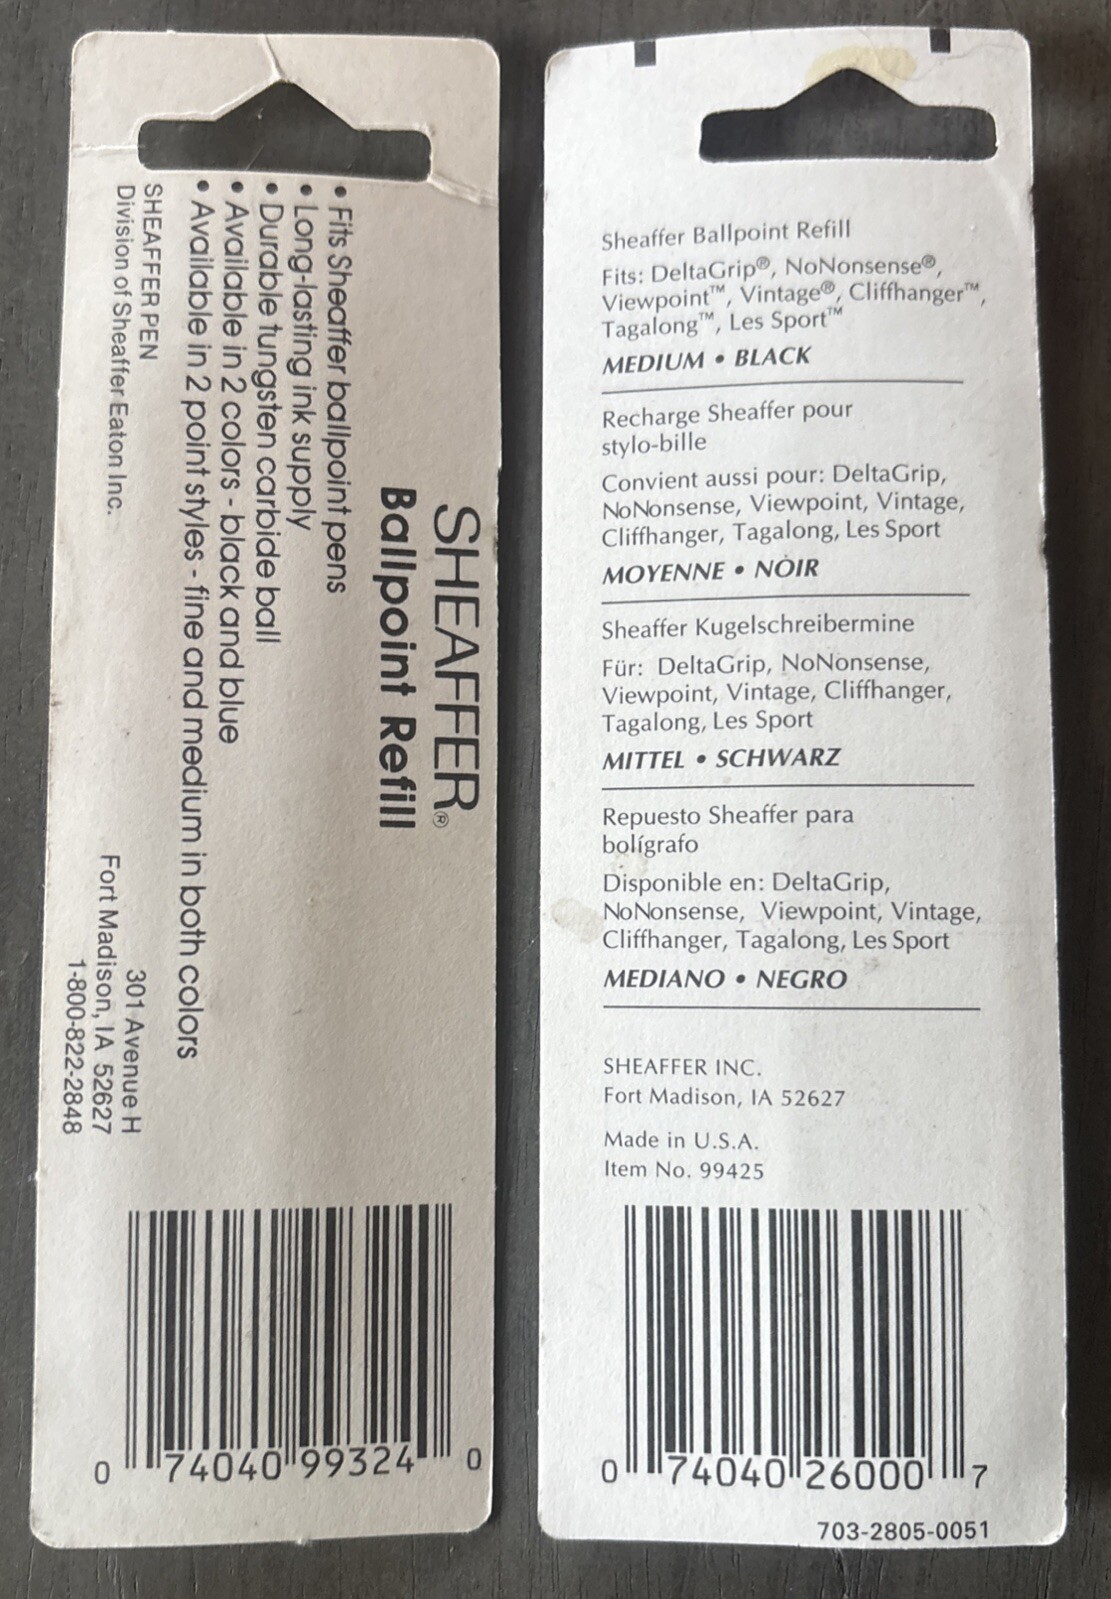 SHEAFFER®
Ballpoint Refill
• Fits Sheaffer ballpoint pens
• Long-lasting ink supply
• Durable tungsten carbide ball
• Available in 2 colors - black and blue
• Available in 2 point styles - fine and medium in both colors
SHEAFFER PEN
Division of Sheaffer Eaton Inc.
301 Avenue H
Fort Madison, IA 52627
1-800-822-2848
0 74040 99324 0
Sheaffer Ballpoint Refill
Fits: DeltaGrip®, NoNonsense®,
Viewpoint™, Vintage®, Cliffhanger™,
Tagalong™, Les Sport™
MEDIUM • BLACK
Recharge Sheaffer pour
stylo-bille
Convient aussi pour: DeltaGrip,
NoNonsense, Viewpoint, Vintage,
Cliffhanger, Tagalong, Les Sport
MOYENNE • NOIR
Sheaffer Kugelschreibermine
Für: DeltaGrip, NoNonsense,
Viewpoint, Vintage, Cliffhanger,
Tagalong, Les Sport
MITTEL • SCHWARZ
Repuesto Sheaffer para
bolígrafo
Disponible en: DeltaGrip,
NoNonsense, Viewpoint, Vintage,
Cliffhanger, Tagalong, Les Sport
MEDIANO • NEGRO
SHEAFFER INC.
Fort Madison, IA 52627
Made in U.S.A.
Item No. 99425
0 74040 26000 7
703-2805-0051